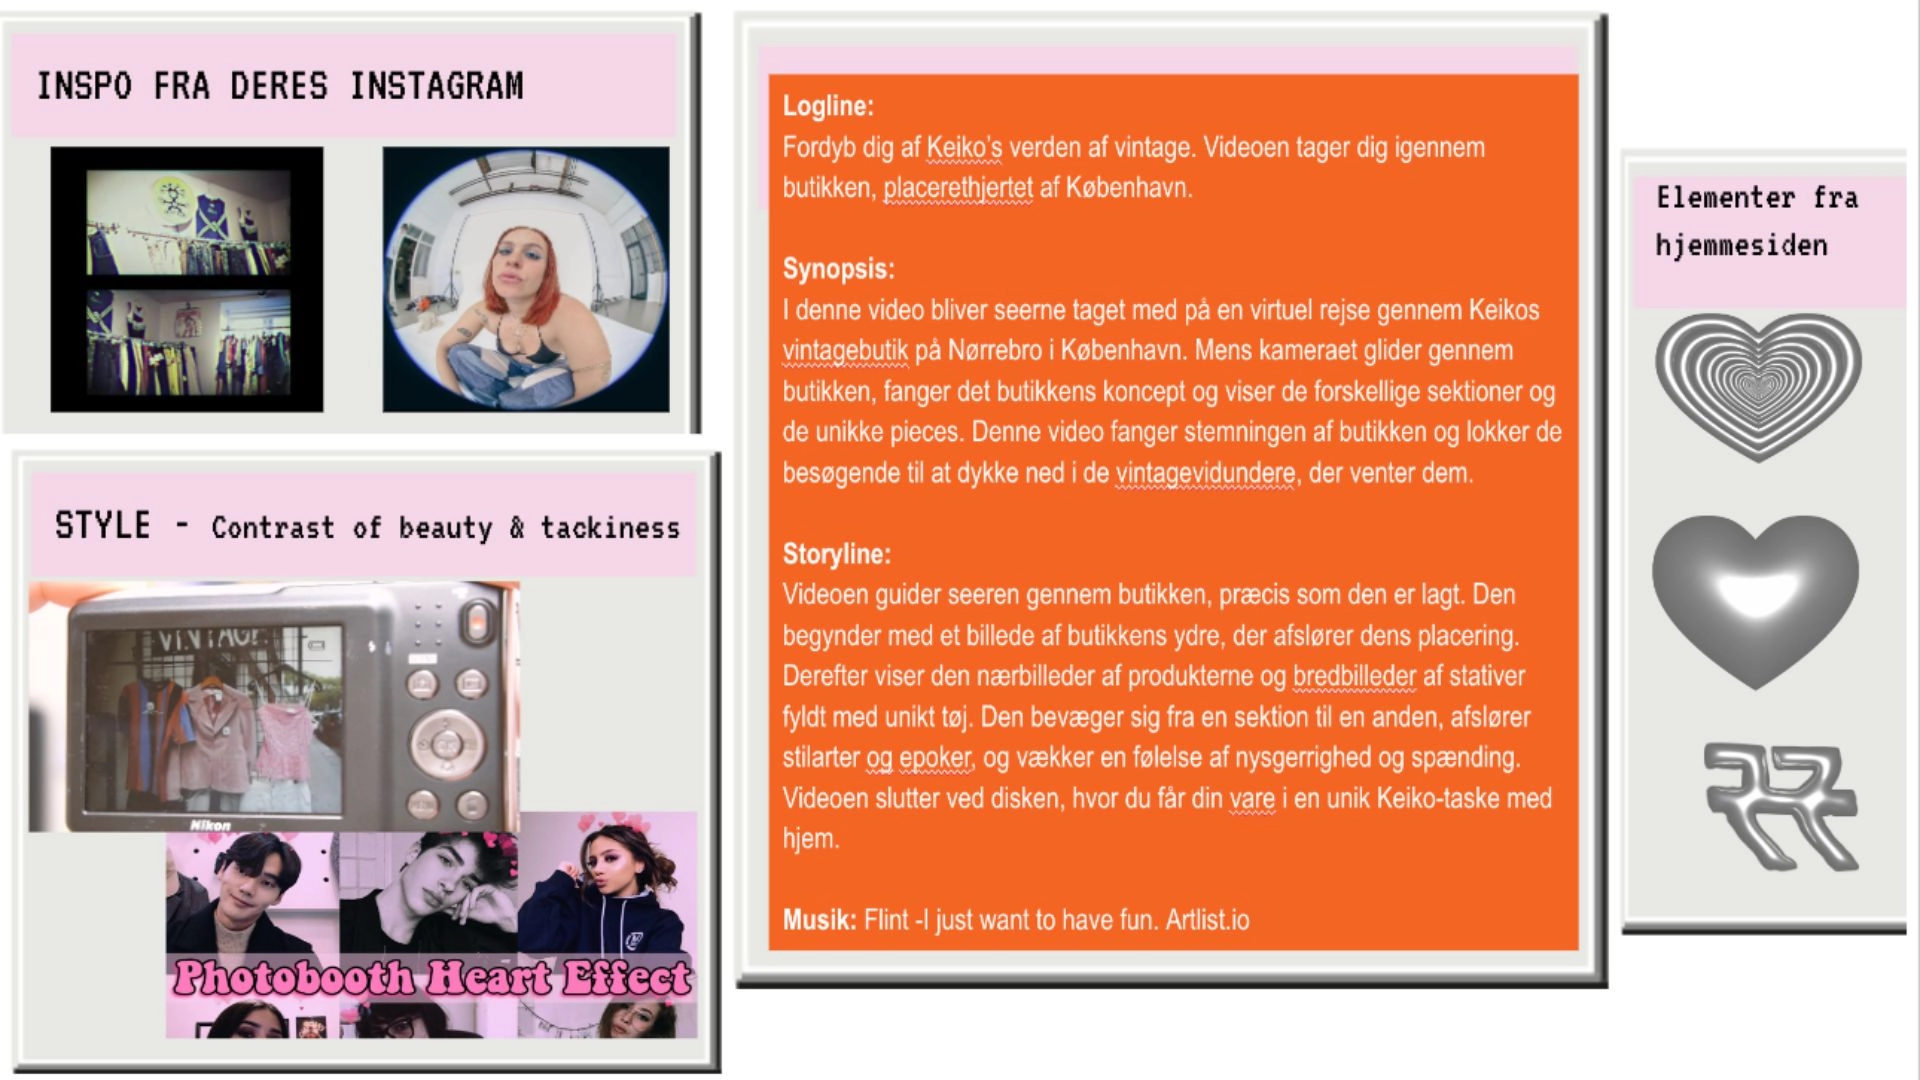 INSPO FRA DERES INSTAGRAM
STYLE - Contrast of beauty & tackiness
VINTAGE
Nikon
Photobooth Heart Effect
Logline:
Fordyb dig af Keiko's verden af vintage. Videoen tager dig igennem
butikken, placerethjertet af København.
Synopsis:
I denne video bliver seerne taget med på en virtuel rejse gennem Keikos
vintagebutik på Nørrebro i København. Mens kameraet glider gennem
butikken, fanger det butikkens koncept og viser de forskellige sektioner og
de unikke pieces. Denne video fanger stemningen af butikken og lokker de
besøgende til at dykke ned i de vintagevidundere, der venter dem.
Storyline:
Videoen guider seeren gennem butikken, præcis som den er lagt. Den
begynder med et billede af butikkens ydre, der afslører dens placering.
Derefter viser den nærbilleder af produkterne og bredbilleder af stativer
fyldt med unikt tøj. Den bevæger sig fra en sektion til en anden, afslører
stilarter og epoker, og vækker en følelse af nysgerrighed og spænding.
Videoen slutter ved disken, hvor du får din vare i en unik Keiko-taske med
hjem.
Musik: Flint -I just want to have fun. Artlist.io
Elementer fra
hjemmesiden